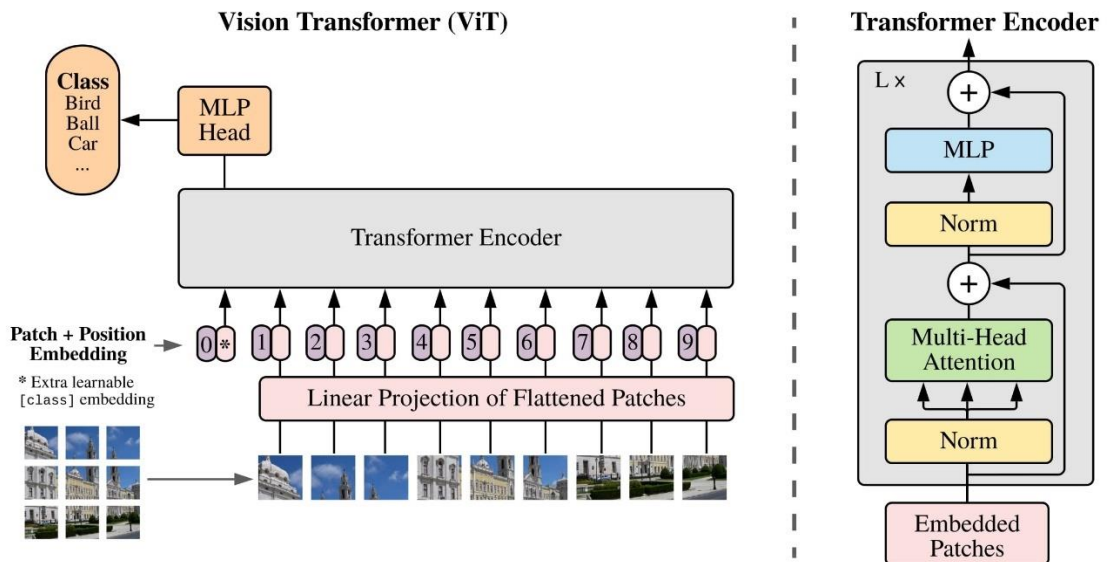 Vision Transformer (ViT)
Class
Bird
Ball
Car
...
MLP
Head
Transformer Encoder
Patch + Position
Embedding
* Extra learnable
[class] embedding
0 * 1 2 3 4 5 6 7 8 9
Linear Projection of Flattened Patches
Transformer Encoder
L ×
+
MLP
Norm
+
Multi-Head
Attention
Norm
Embedded
Patches